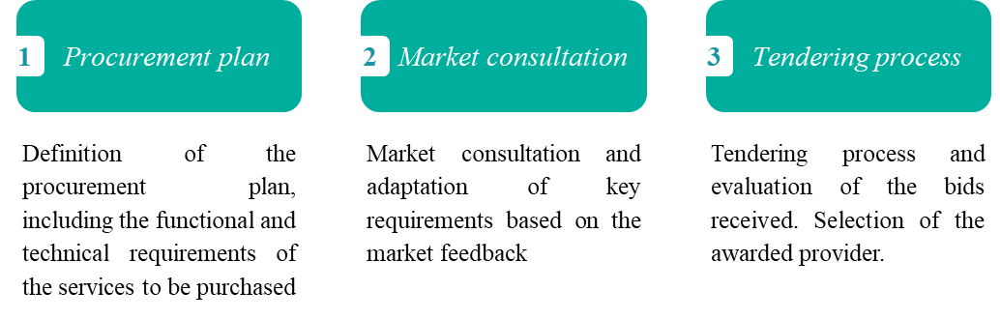 1 Procurement plan
Definition of the
procurement plan,
including the functional and
technical requirements of
the services to be purchased
2 Market consultation
Market consultation and
adaptation of key
requirements based on the
market feedback
3 Tendering process
Tendering process and
evaluation of the bids
received. Selection of the
awarded provider.